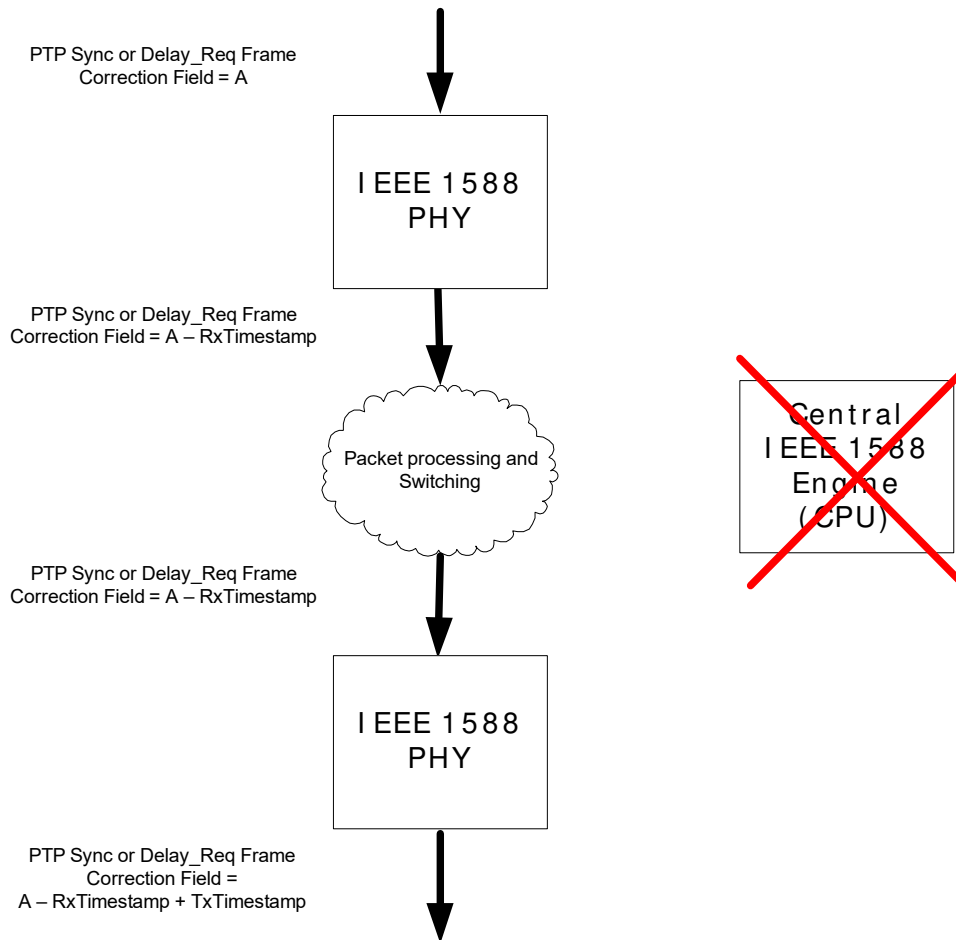 PTP Sync or Delay_Req Frame
Correction Field = A
IEEE 1588
PHY
PTP Sync or Delay_Req Frame
Correction Field = A – RxTimestamp
Packet processing and
Switching
Central
IEEE 1588
Engine
(CPU)
PTP Sync or Delay_Req Frame
Correction Field = A – RxTimestamp
IEEE 1588
PHY
PTP Sync or Delay_Req Frame
Correction Field =
A – RxTimestamp + TxTimestamp